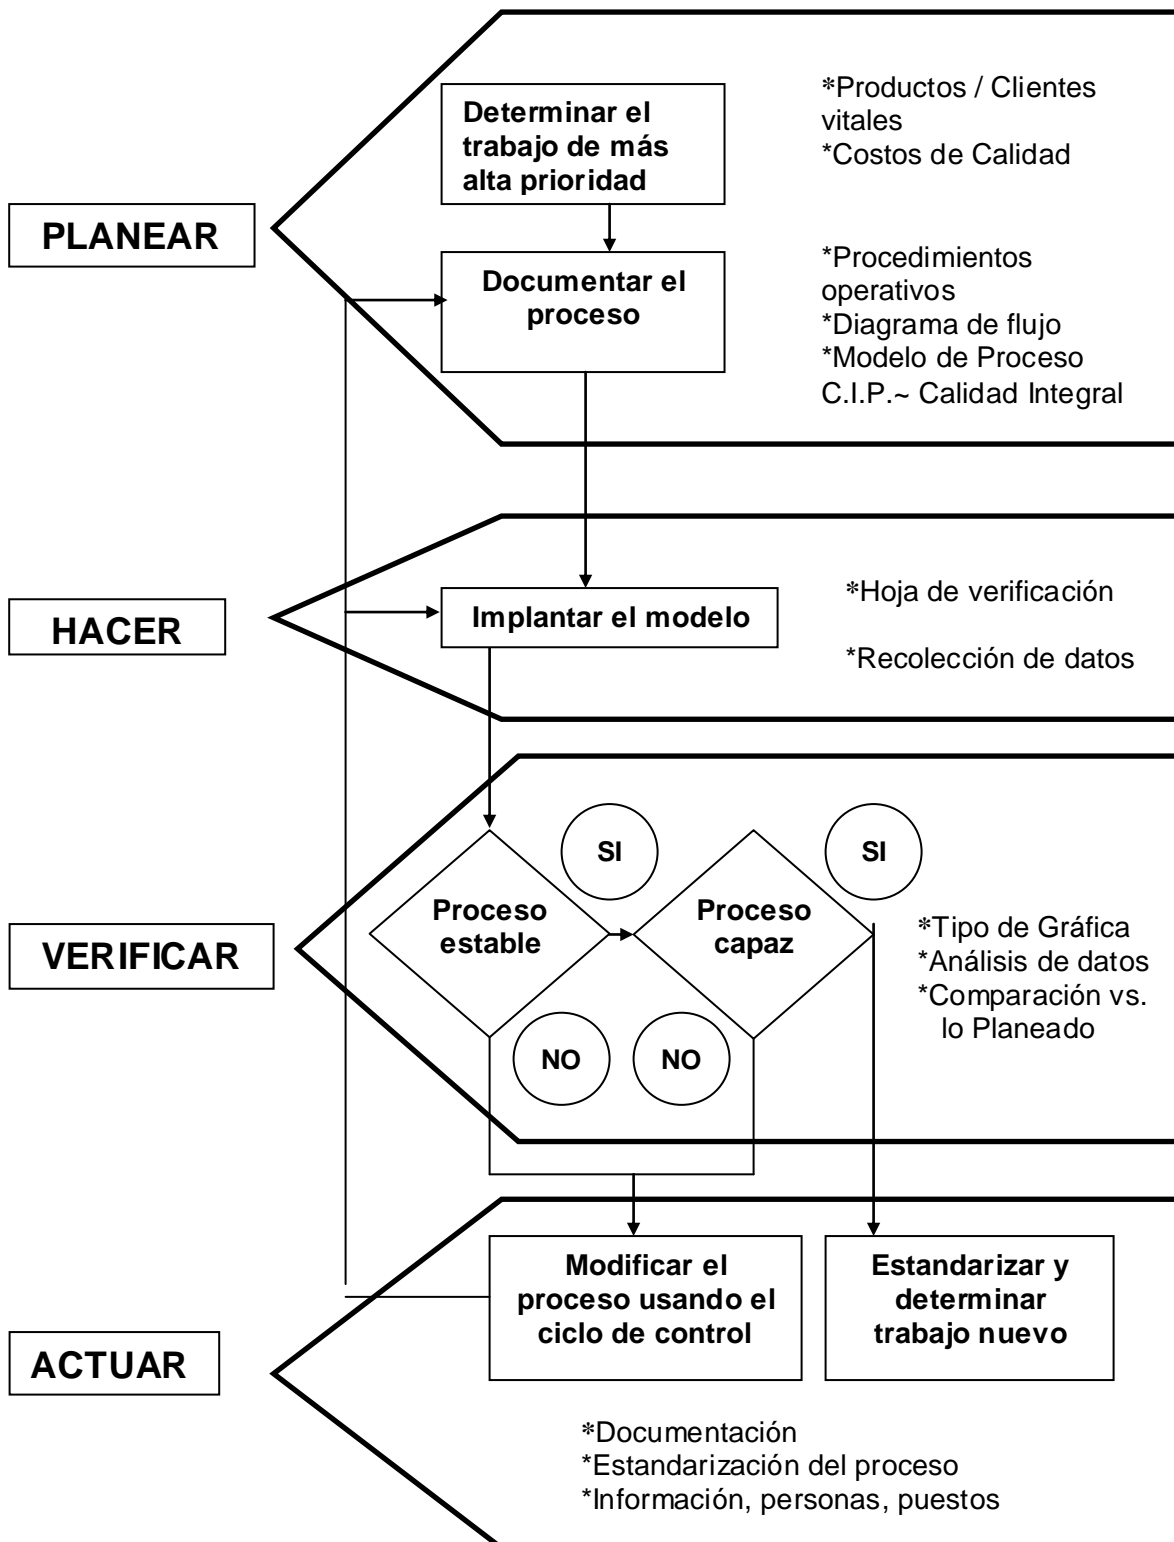 *Productos / Clientes
vitales
*Costos de Calidad
Determinar el
trabajo de más
alta prioridad
PLANEAR
Documentar el
proceso
*Procedimientos
operativos
*Diagrama de flujo
*Modelo de Proceso
C.I.P.~ Calidad Integral
HACER
Implantar el modelo
*Hoja de verificación
*Recolección de datos
VERIFICAR
Proceso
estable
SI
Proceso
capaz
SI
NO
NO
*Tipo de Gráfica
*Análisis de datos
*Comparación vs.
lo Planeado
ACTUAR
Modificar el
proceso usando el
ciclo de control
Estandarizar y
determinar
trabajo nuevo
*Documentación
*Estandarización del proceso
*Información, personas, puestos